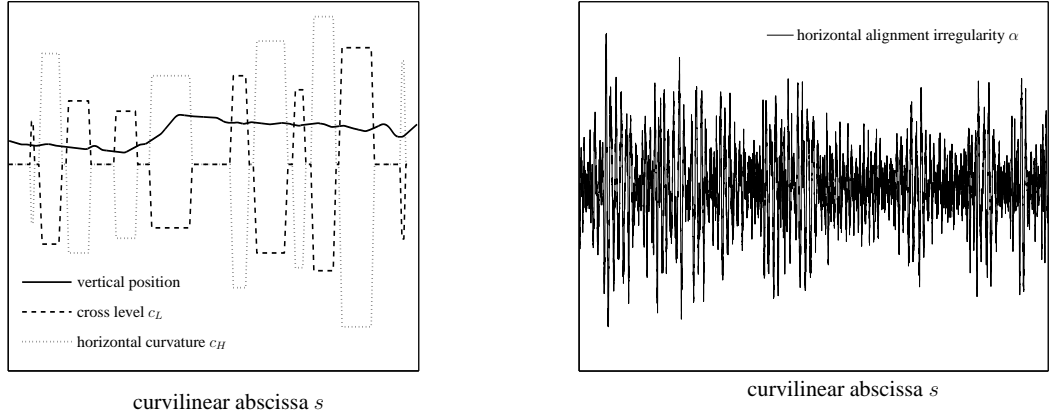 vertical position
cross level c_L
horizontal curvature c_H
curvilinear abscissa s
horizontal alignment irregularity α
curvilinear abscissa s